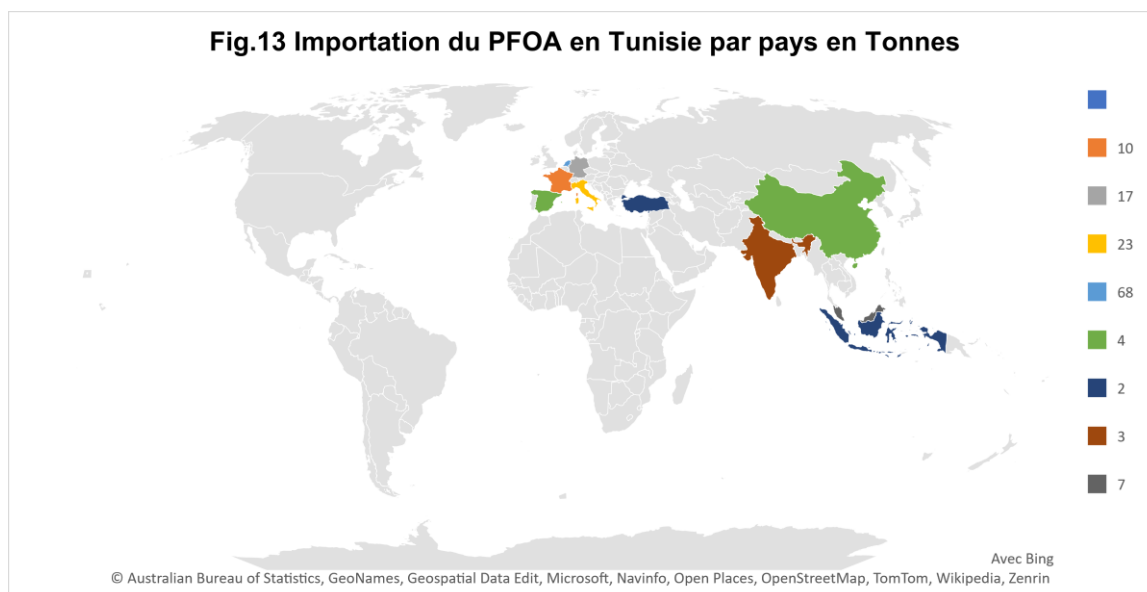 Fig.13 Importation du PFOA en Tunisie par pays en Tonnes
10
17
23
68
4
2
3
7
Avec Bing
© Australian Bureau of Statistics, GeoNames, Geospatial Data Edit, Microsoft, Navinfo, Open Places, OpenStreetMap, TomTom, Wikipedia, Zenrin